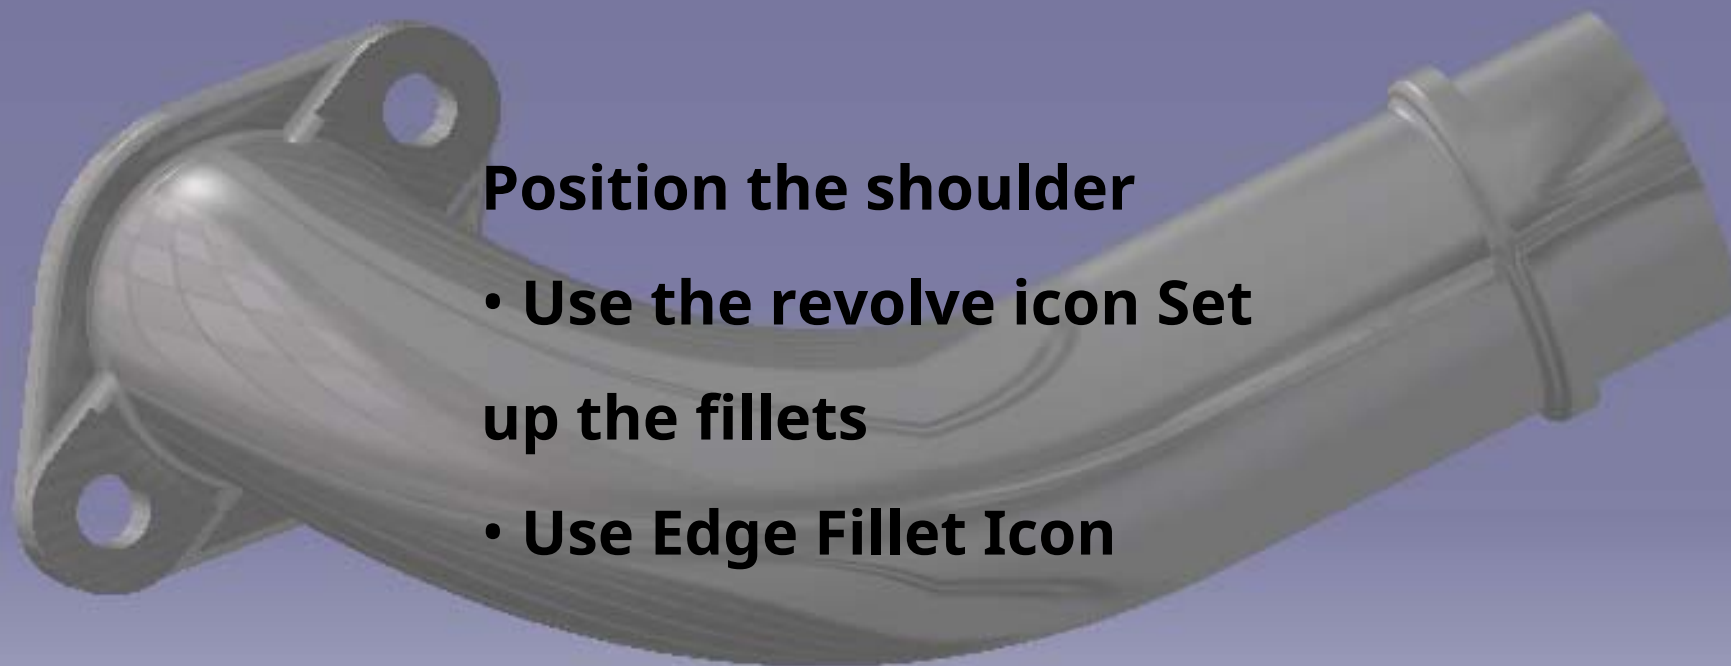 Position the shoulder
• Use the revolve icon Set
up the fillets
• Use Edge Fillet Icon